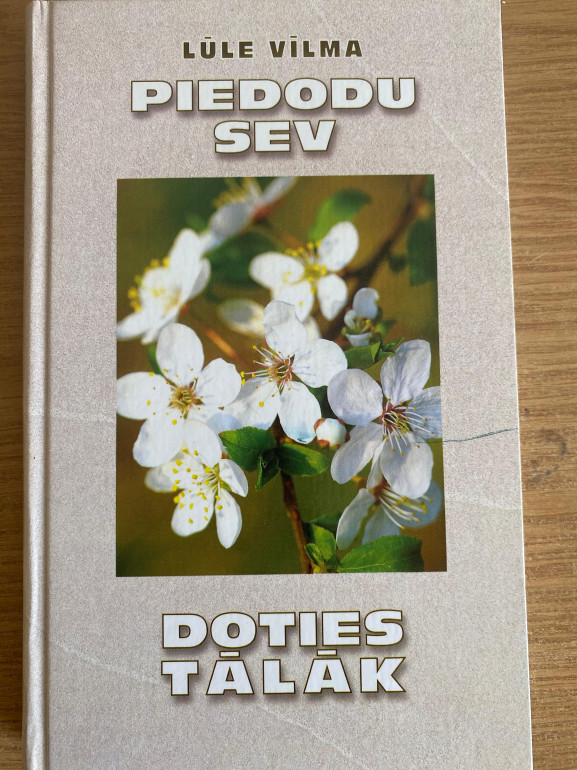 LŪLE VĪLMA
PIEDODU
SEV
DOTIES
TĀLĀK